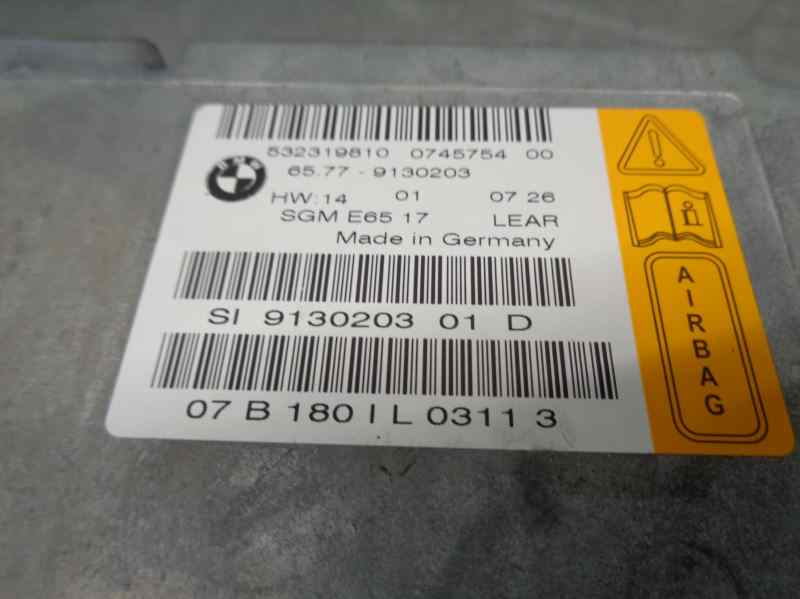 532319810 0745754 00
65.77 - 9130203
BMW
HW:14 01 07 26
SGM E65 17 LEAR
Made in Germany
SI 9130203 01 D
07 B 180 I L 0311 3
AIRBAG